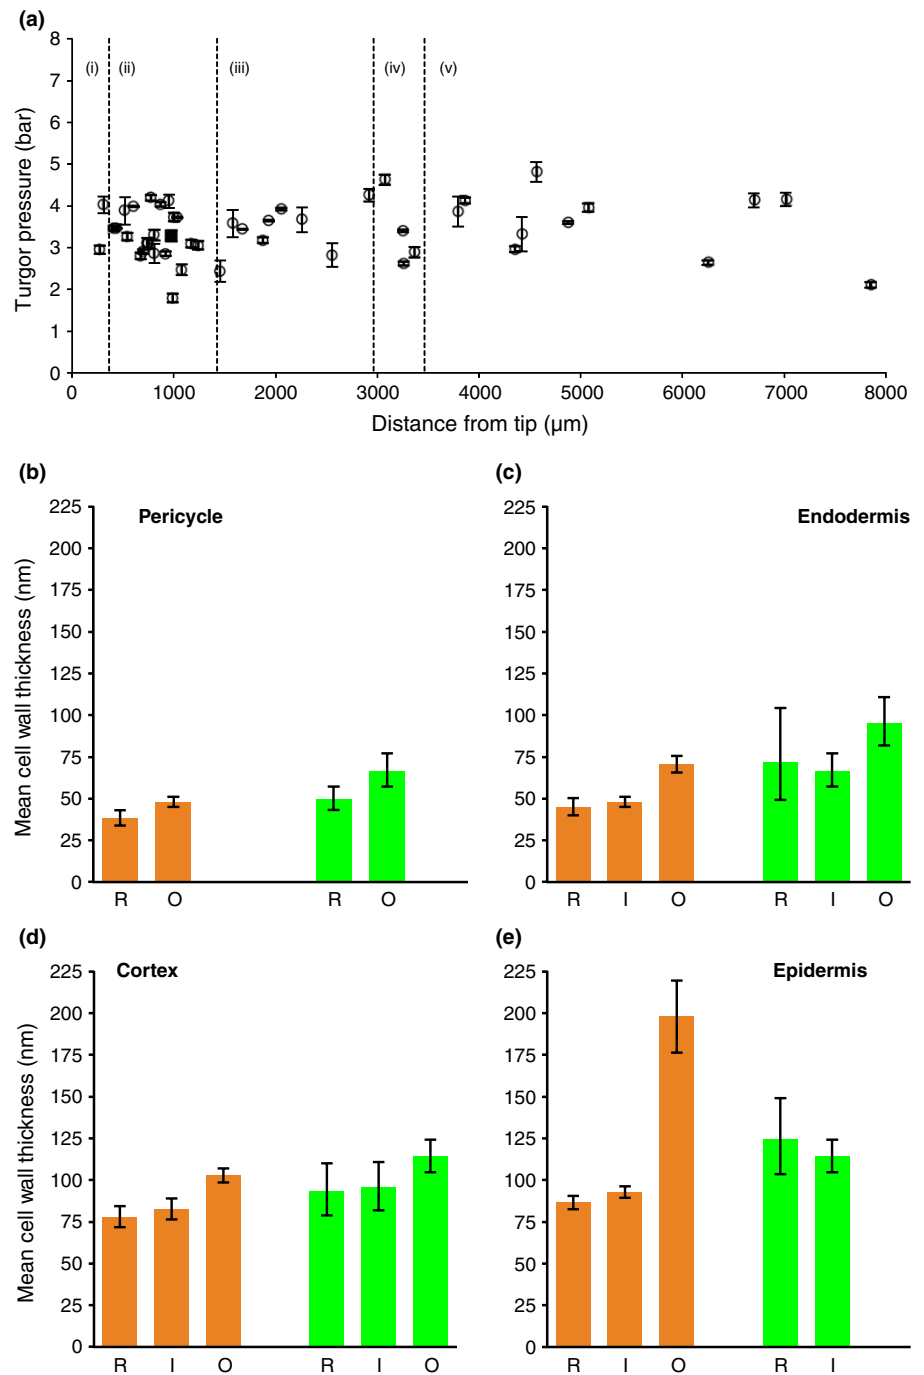 (a)
8
7
6
5
4
3
2
1
0
Turgor pressure (bar)
(i) (ii) (iii) (iv) (v)
0 1000 2000 3000 4000 5000 6000 7000 8000
Distance from tip (µm)
(b)
Pericycle
225
200
175
150
125
100
75
50
25
0
Mean cell wall thickness (nm)
R O R O
(c)
Endodermis
225
200
175
150
125
100
75
50
25
0
R I O R I O
(d)
Cortex
225
200
175
150
125
100
75
50
25
0
Mean cell wall thickness (nm)
R I O R I O
(e)
Epidermis
225
200
175
150
125
100
75
50
25
0
R I O R I